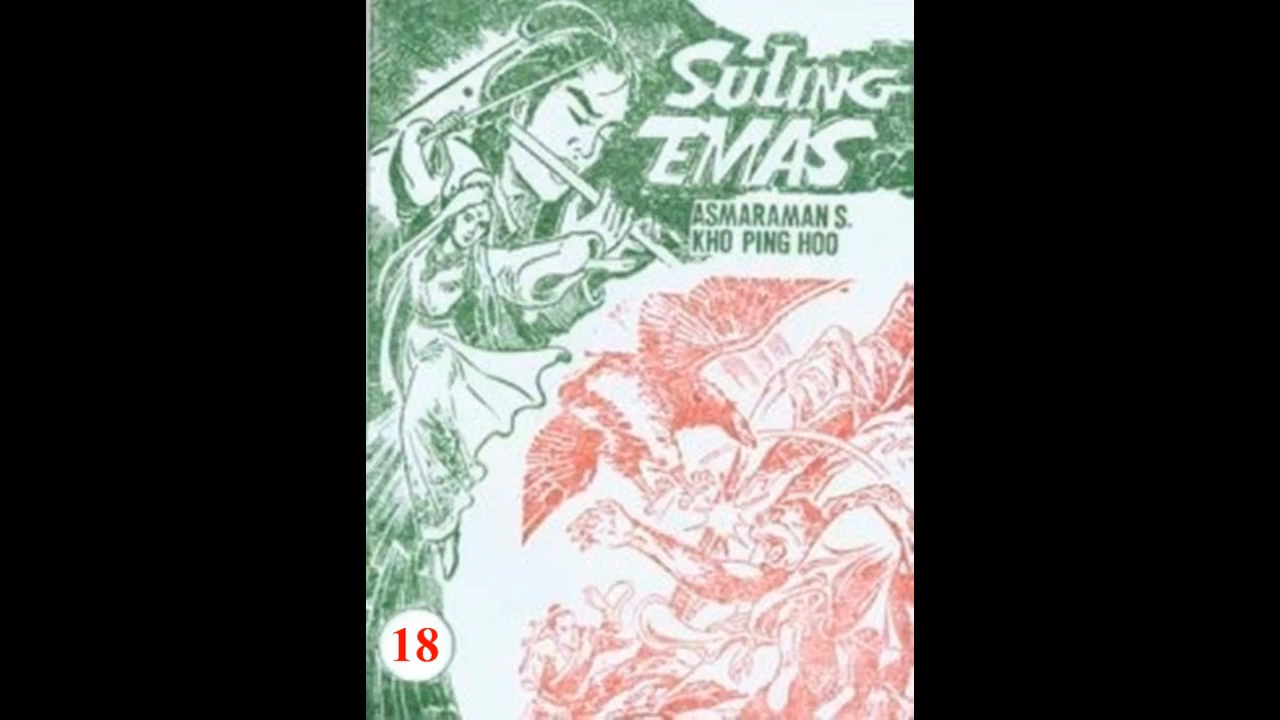 SULING
EMAS
ASMARAMAN S.
KHO PING HOO
18